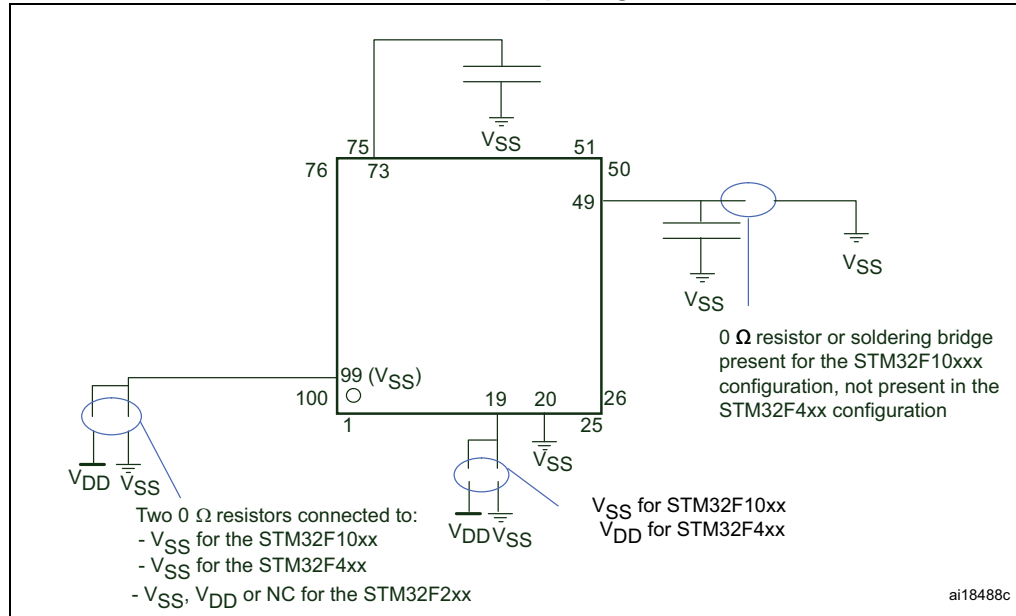 VSS
75
51
76
73
50
49
VSS
VSS
0 Ω resistor or soldering bridge
present for the STM32F10xxx
configuration, not present in the
STM32F4xx configuration
99 (VSS)
100
19
20
26
1
25
VDD
VSS
VSS
VDD
VSS
VSS for STM32F10xx
VDD for STM32F4xx
Two 0 Ω resistors connected to:
- VSS for the STM32F10xx
- VSS for the STM32F4xx
- VSS, VDD or NC for the STM32F2xx
ai18488c